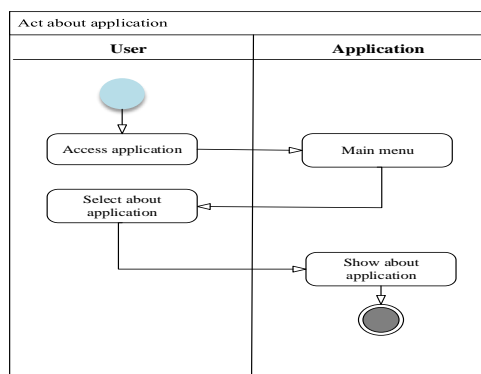 Act about application
User
Application
Access application
Main menu
Select about
application
Show about
application